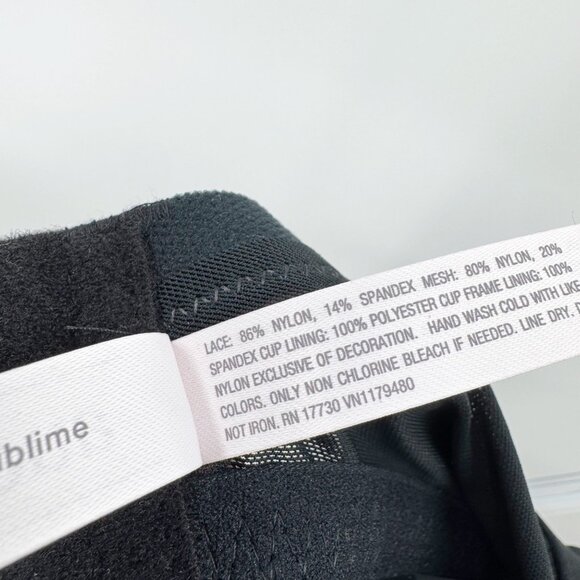 LACE: 86% NYLON, 14% SPANDEX MESH: 80% NYLON, 20%
SPANDEX CUP LINING: 100% POLYESTER CUP FRAME LINING: 100%
NYLON EXCLUSIVE OF DECORATION. HAND WASH COLD WITH LIKE
COLORS. ONLY NON CHLORINE BLEACH IF NEEDED. LINE DRY.
NOT IRON. RN 17730 VN1179480
blime